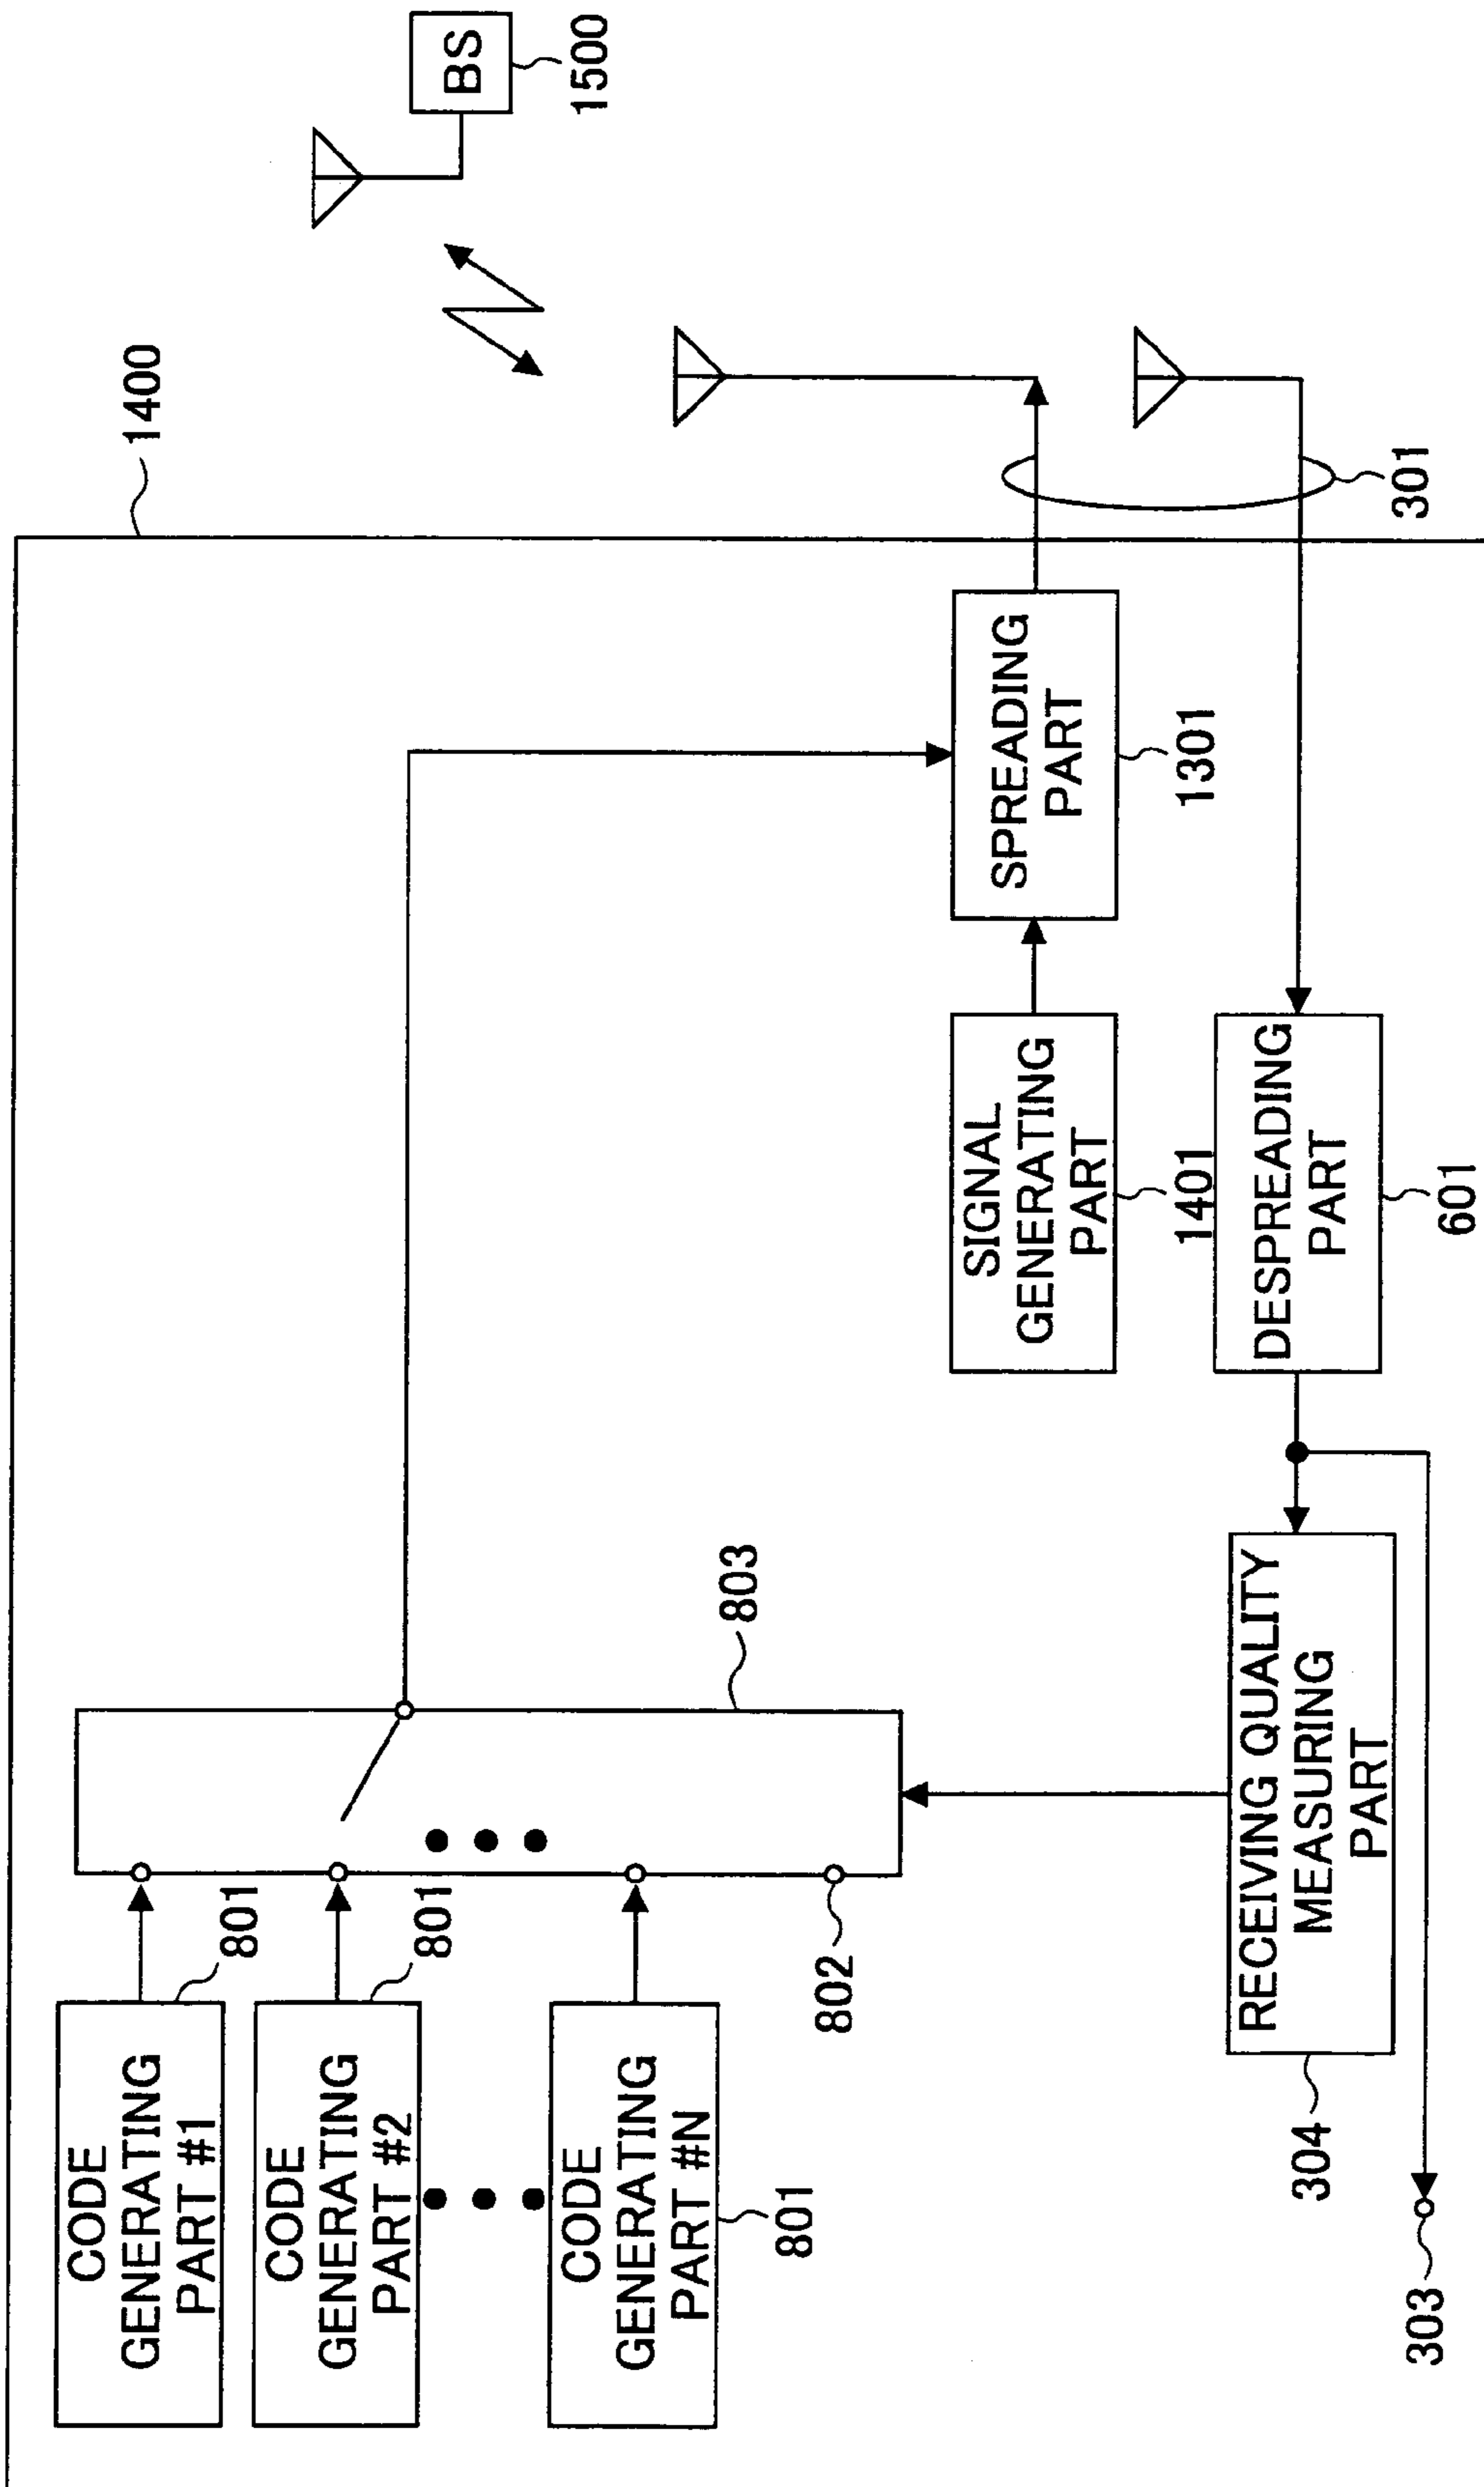 CODE
GENERATING
PART #1
801
CODE
GENERATING
PART #2
801
CODE
GENERATING
PART #N
801
802
803
1400
BS
1500
SPREADING
PART
1301
SIGNAL
GENERATING
PART
1401
301
DESPREADING
PART
601
RECEIVING QUALITY
MEASURING
PART
304
303